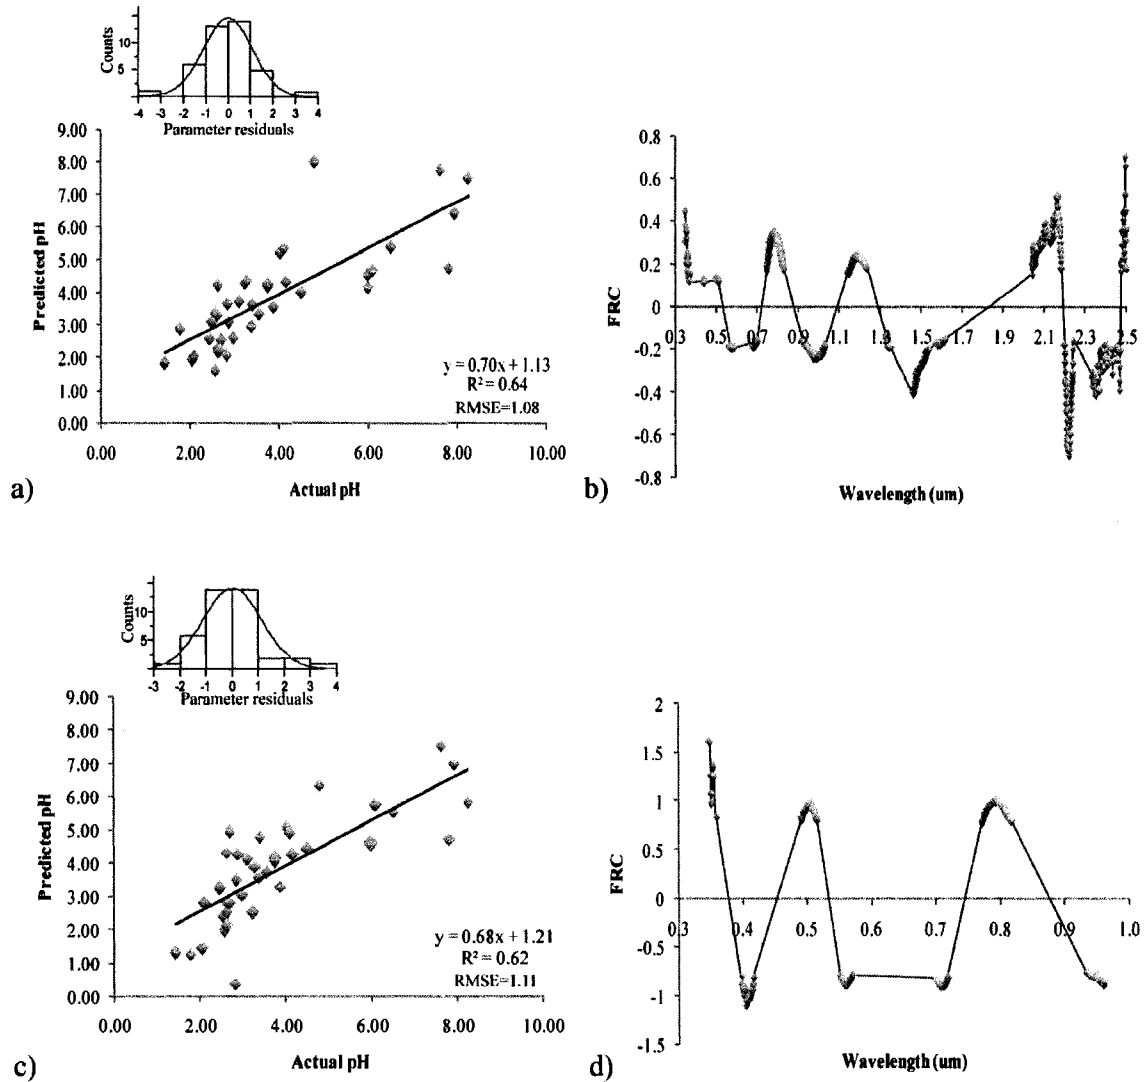 Counts
10
5
-4 -3 -2 -1 0 1 2 3 4
Parameter residuals
9.00
8.00
7.00
6.00
5.00
4.00
3.00
2.00
1.00
0.00
Predicted pH
y = 0.70x + 1.13
R² = 0.64
RMSE=1.08
0.00 2.00 4.00 6.00 8.00 10.00
Actual pH
a)
0.8
0.6
0.4
0.2
0
-0.2
-0.4
-0.6
-0.8
FRC
0.3 0.5 0.7 0.9 1.1 1.3 1.5 1.7 1.9 2.1 2.3 2.5
Wavelength (um)
b)
Counts
10
5
-3 -2 -1 0 1 2 3 4
Parameter residuals
9.00
8.00
7.00
6.00
5.00
4.00
3.00
2.00
1.00
0.00
Predicted pH
y = 0.68x + 1.21
R² = 0.62
RMSE=1.11
0.00 2.00 4.00 6.00 8.00 10.00
Actual pH
c)
2
1.5
1
0.5
0
-0.5
-1
-1.5
FRC
0.3 0.4 0.5 0.6 0.7 0.8 0.9 1.0
Wavelength (um)
d)